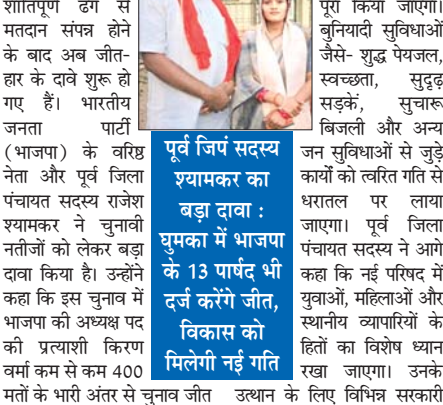 शांतिपूर्ण ढंग से
मतदान संपन्न होने
के बाद अब जीत-
हार के दावे शुरू हो
गए हैं। भारतीय
जनता पार्टी
(भाजपा) के वरिष्ठ
नेता और पूर्व जिला
पंचायत सदस्य राजेश
श्यामकर ने चुनावी
नतीजों को लेकर बड़ा
दावा किया है। उन्होंने
कहा कि इस चुनाव में
भाजपा की अध्यक्ष पद
की प्रत्याशी किरण
वर्मा कम से कम 400
मतों के भारी अंतर से चुनाव जीत
पूर्व जिपं सदस्य
श्यामकर का
बड़ा दावा :
घुमका में भाजपा
के 13 पार्षद भी
दर्ज करेंगे जीत,
विकास को
मिलेगी नई गति
पूरा किया जाएगा।
बुनियादी सुविधाओं
जैसे- शुद्ध पेयजल,
स्वच्छता, सुदृढ़
सड़कें, सुचारू
बिजली और अन्य
जन सुविधाओं से जुड़े
कार्यों को त्वरित गति से
धरातल पर लाया
जाएगा। पूर्व जिला
पंचायत सदस्य ने आगे
कहा कि नई परिषद में
युवाओं, महिलाओं और
स्थानीय व्यापारियों के
हितों का विशेष ध्यान
रखा जाएगा। उनके
उत्थान के लिए विभिन्न सरकारी